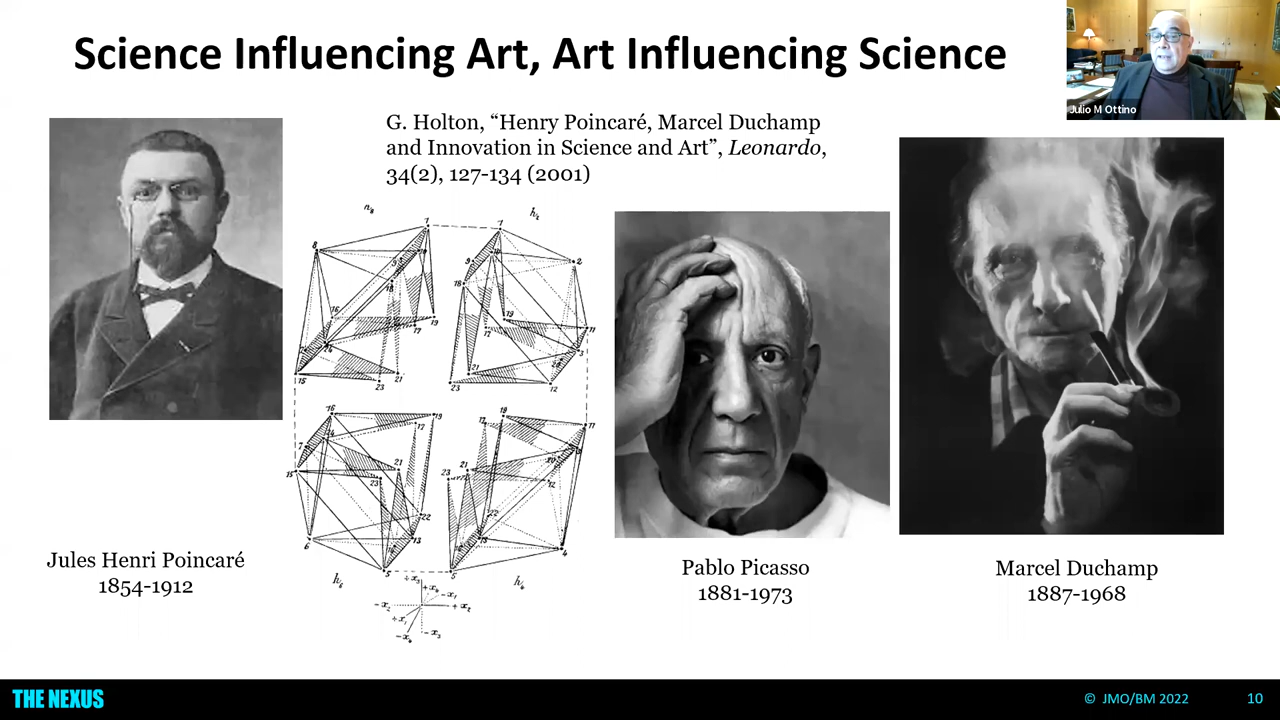 Science Influencing Art, Art Influencing Science
Julio M Ottino
G. Holton, “Henry Poincaré, Marcel Duchamp
and Innovation in Science and Art”, Leonardo,
34(2), 127-134 (2001)
Jules Henri Poincaré
1854-1912
Pablo Picasso
1881-1973
Marcel Duchamp
1887-1968
THE NEXUS
© JMO/BM 2022
10